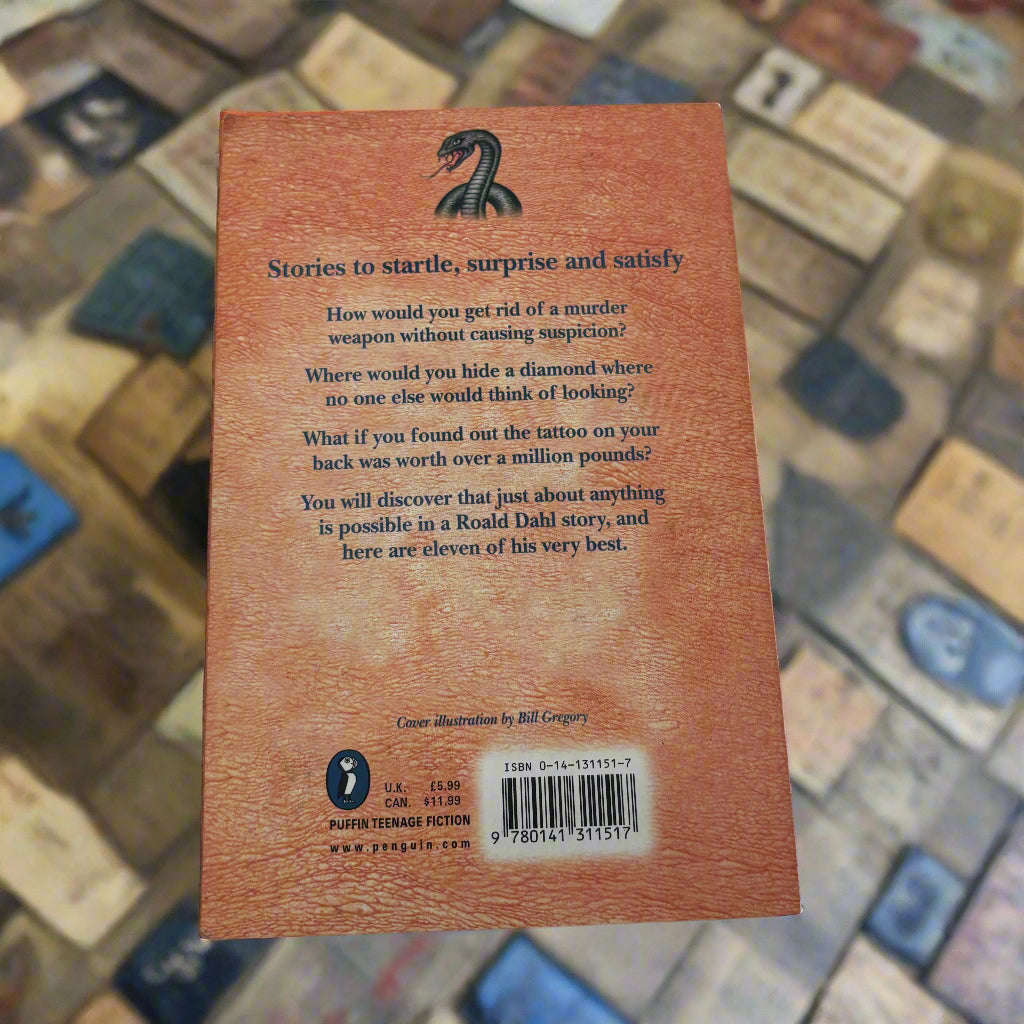 Stories to startle, surprise and satisfy
How would you get rid of a murder
weapon without causing suspicion?
Where would you hide a diamond where
no one else would think of looking?
What if you found out the tattoo on your
back was worth over a million pounds?
You will discover that just about anything
is possible in a Roald Dahl story, and
here are eleven of his very best.
Cover illustration by Bill Gregory
U.K. £5.99
CAN. $11.99
PUFFIN TEENAGE FICTION
www.penguin.com
ISBN 0-14-131151-7
9 780141 311517